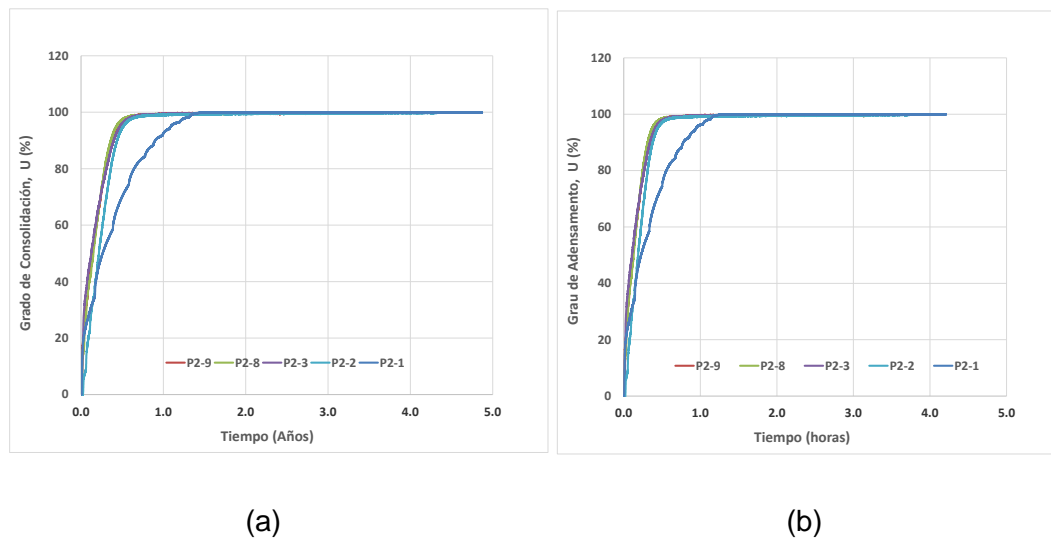 120
100
80
60
40
20
0
Grado de Consolidación, U (%)
P2-9 P2-8 P2-3 P2-2 P2-1
0.0 1.0 2.0 3.0 4.0 5.0
Tiempo (Años)
120
100
80
60
40
20
0
Grau de Adensamento, U (%)
P2-9 P2-8 P2-3 P2-2 P2-1
0.0 1.0 2.0 3.0 4.0 5.0
Tiempo (horas)
(a) (b)